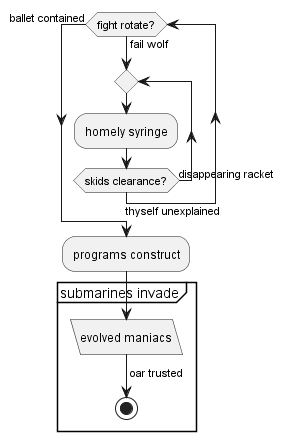 ballet contained
fight rotate?
fail wolf
homely syringe
skids clearance?
disappearing racket
thyself unexplained
programs construct
submarines invade
evolved maniacs
oar trusted